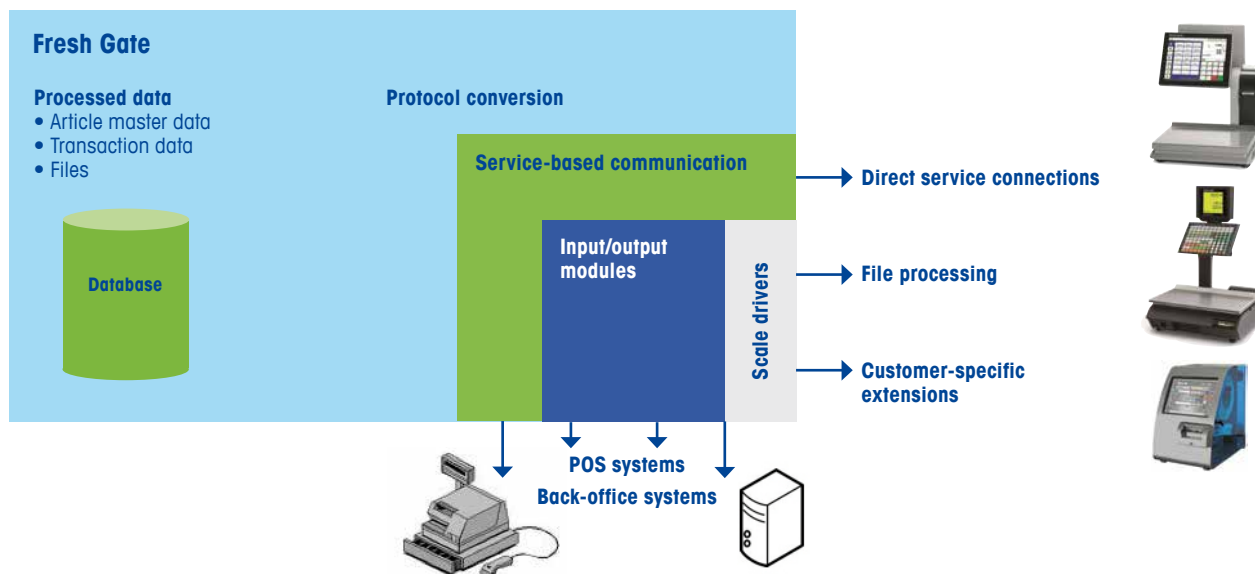 Fresh Gate
Processed data
• Article master data
• Transaction data
• Files
Database
Protocol conversion
Service-based communication
Input/output
modules
Scale drivers
Direct service connections
File processing
Customer-specific
extensions
POS systems
Back-office systems